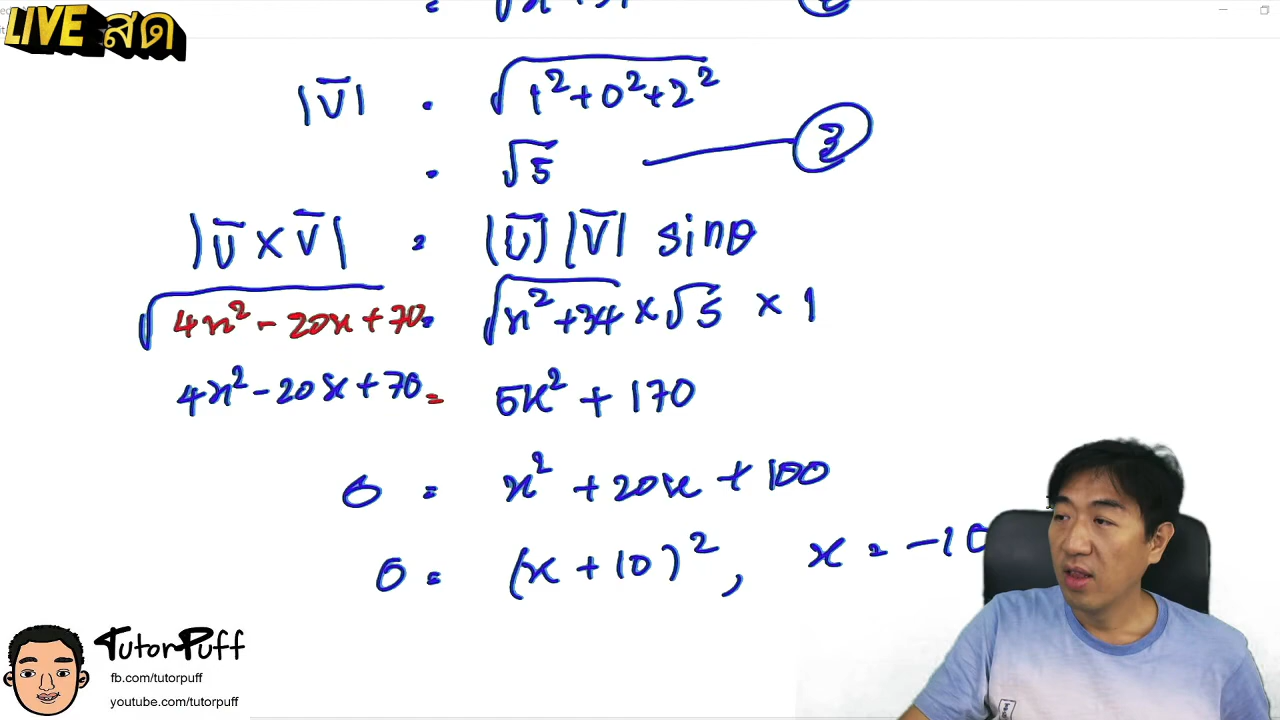 LIVE สด
|v̄| = √(1²+0²+2²)
= √5 ③
|ū × v̄| = |ū| |v̄| sinθ
√(4x² - 20x + 70) = √(x² + 34) × √5 × 1
4x² - 20x + 70 = 5x² + 170
0 = x² + 20x + 100
0 = (x + 10)², x = -10
TutorPuff
fb.com/tutorpuff
youtube.com/tutorpuff